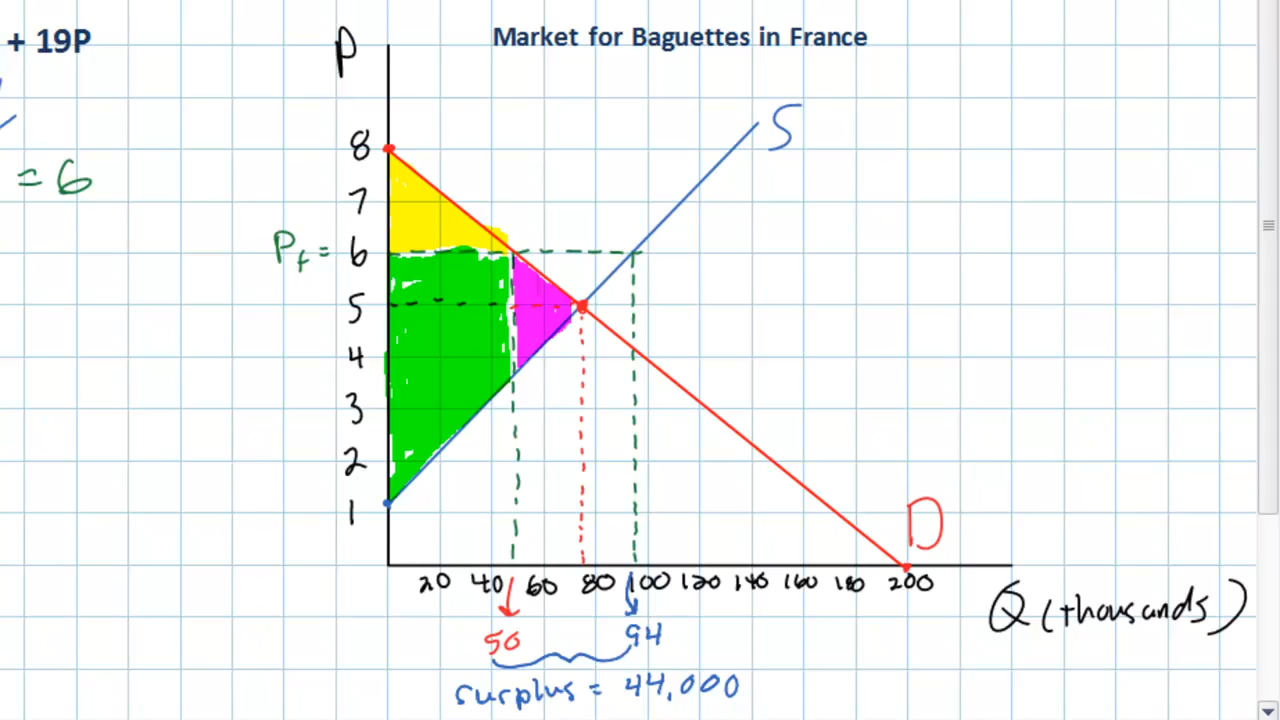 + 19P
= 6
Market for Baguettes in France
P
S
8
7
Pf = 6
5
4
3
2
1
D
20 40 60 80 100 120 140 160 180 200
Q (thousands)
50 94
surplus = 44,000